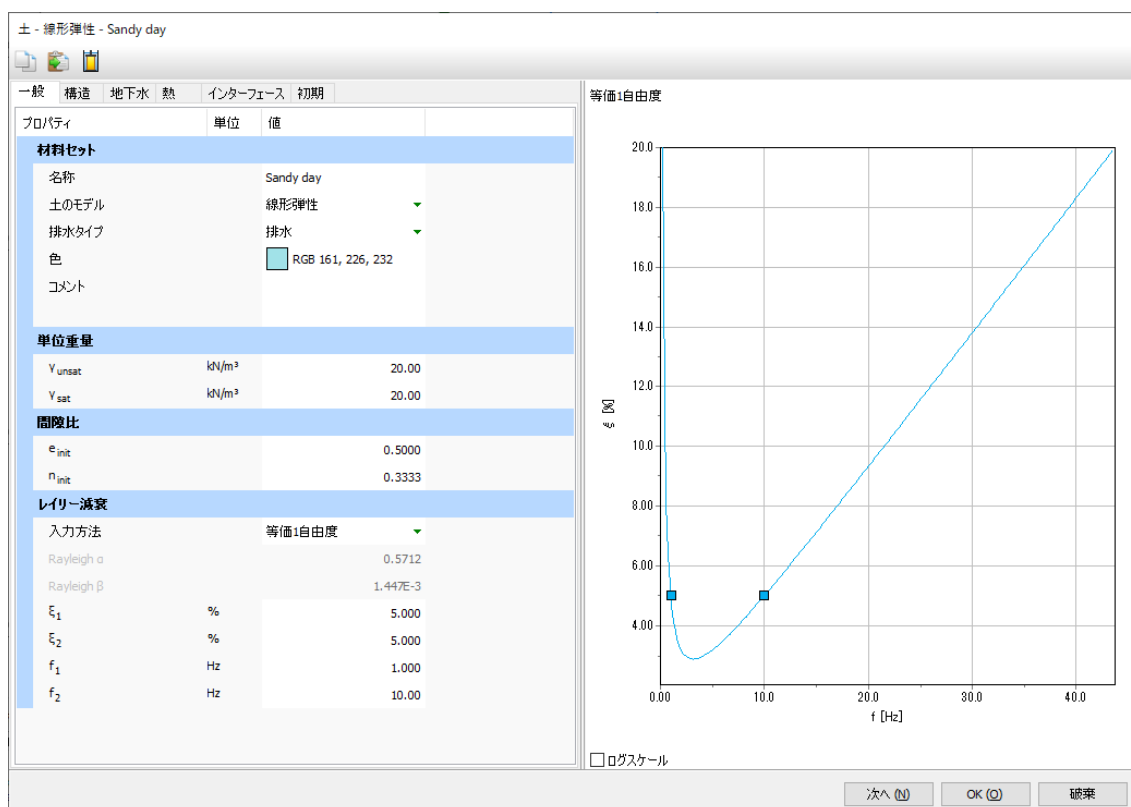 土 - 線形弾性 - Sandy day
一般 構造 地下水 熱 インターフェース 初期
プロパティ 単位 値
材料セット
名称 Sandy day
土のモデル 線形弾性
排水タイプ 排水
色 RGB 161, 226, 232
コメント
単位重量
γ unsat kN/m³ 20.00
γ sat kN/m³ 20.00
間隙比
e init 0.5000
n init 0.3333
レイリー減衰
入力方法 等価1自由度
Rayleigh α 0.5712
Rayleigh β 1.447E-3
ξ1 % 5.000
ξ2 % 5.000
f1 Hz 1.000
f2 Hz 10.00
等価1自由度
20.0
18.0
16.0
14.0
12.0
10.0
8.00
6.00
4.00
ξ [%]
0.00 10.0 20.0 30.0 40.0
f [Hz]
ログスケール
次へ (N) OK (O) 破棄